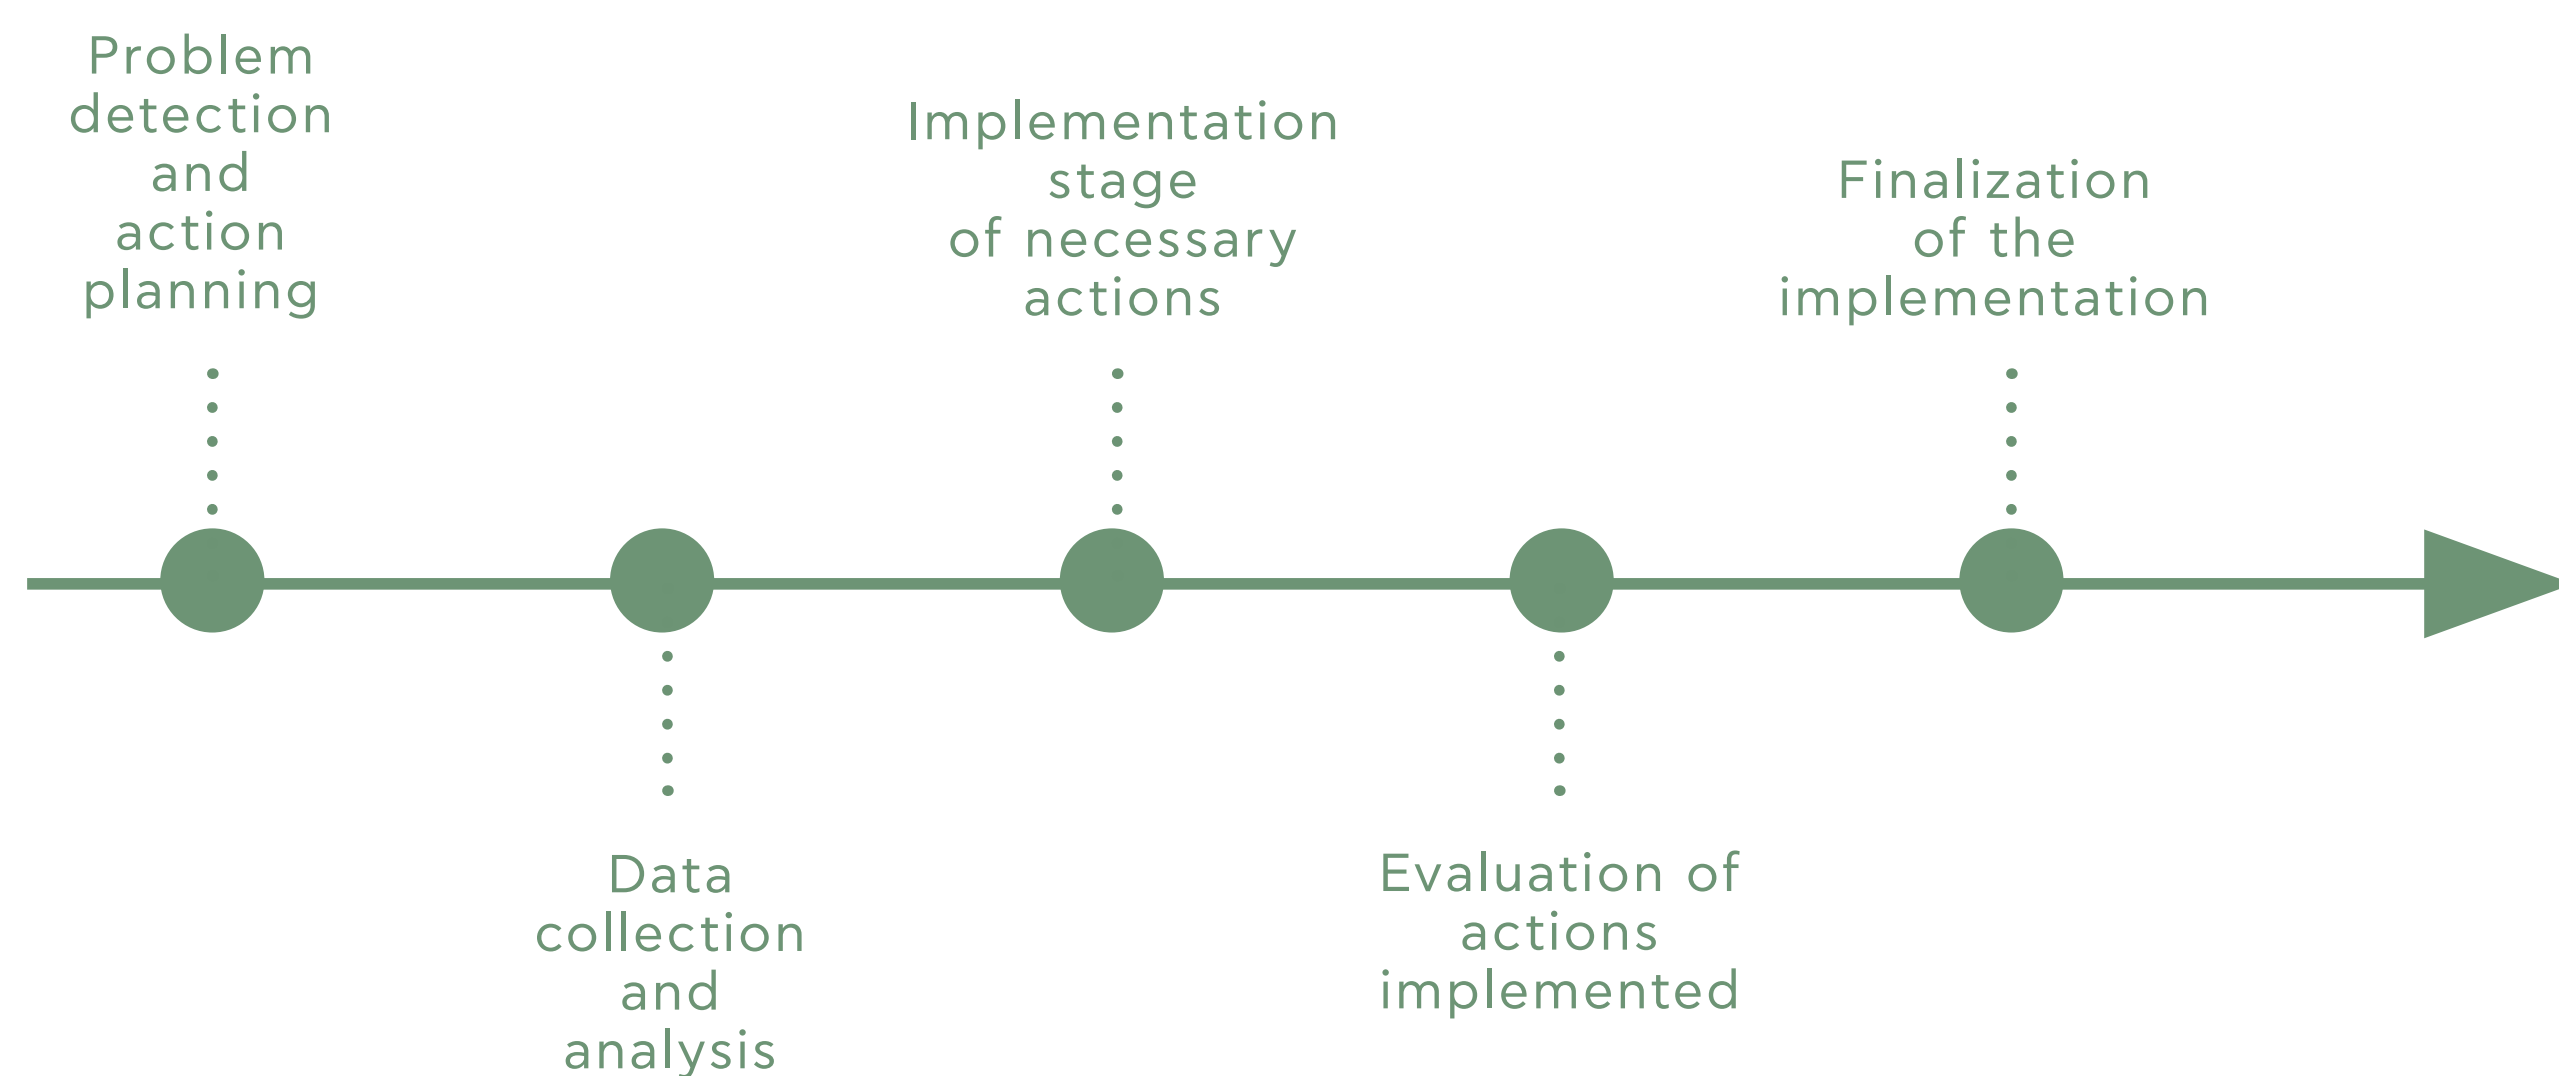 Problem
detection
and
action
planning
Data
collection
and
analysis
Implementation
stage
of necessary
actions
Evaluation of
actions
implemented
Finalization
of the
implementation